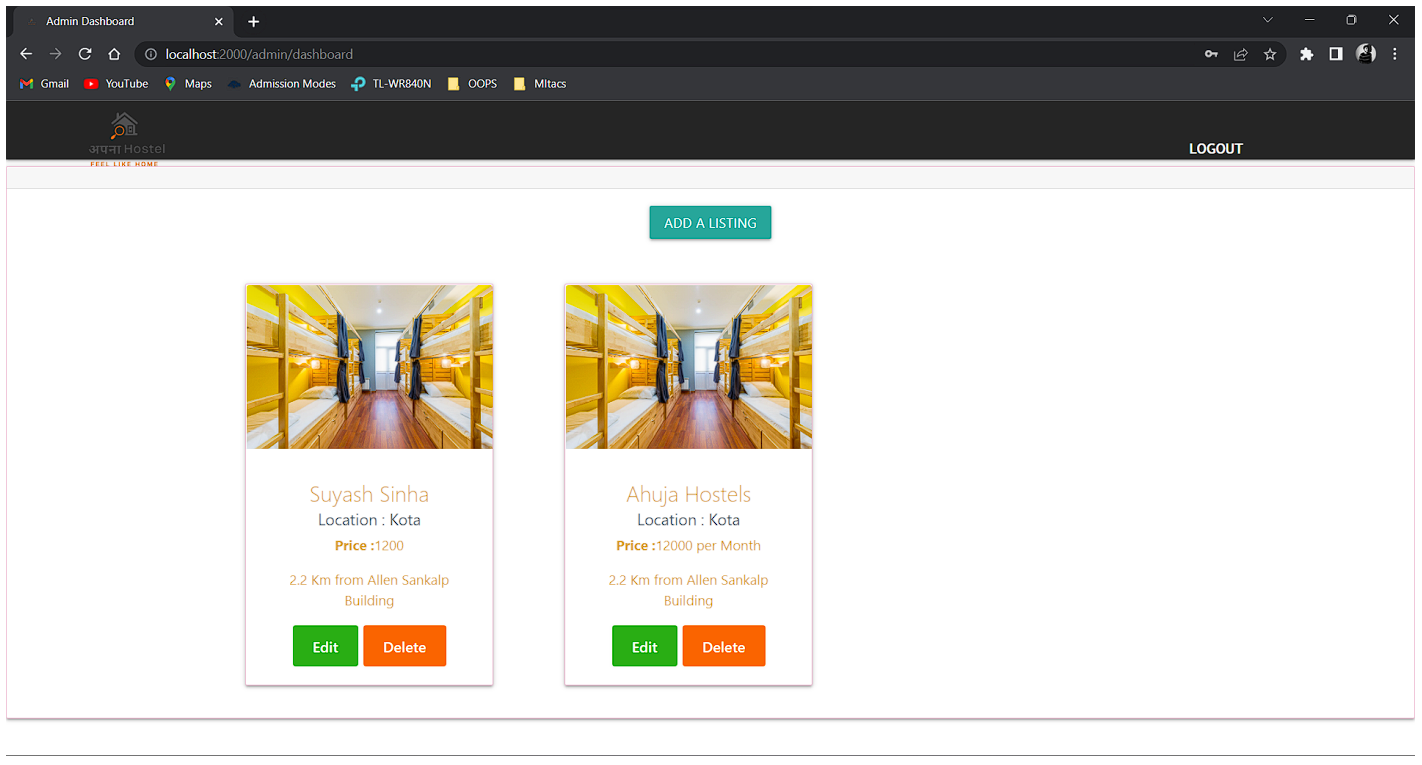 Admin Dashboard
localhost:2000/admin/dashboard
Gmail YouTube Maps Admission Modes TL-WR840N OOPS MItacs
अपना Hostel
FEEL LIKE HOME
LOGOUT
ADD A LISTING
Suyash Sinha
Location : Kota
Price :1200
2.2 Km from Allen Sankalp
Building
Edit Delete
Ahuja Hostels
Location : Kota
Price :12000 per Month
2.2 Km from Allen Sankalp
Building
Edit Delete